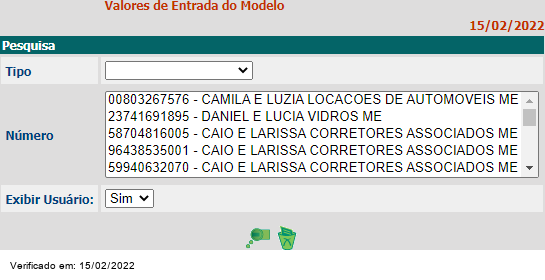 Valores de Entrada do Modelo
15/02/2022
Pesquisa
Tipo
Número
00803267576 - CAMILA E LUZIA LOCACOES DE AUTOMOVEIS ME
23741691895 - DANIEL E LUCIA VIDROS ME
58704816005 - CAIO E LARISSA CORRETORES ASSOCIADOS ME
96438535001 - CAIO E LARISSA CORRETORES ASSOCIADOS ME
59940632070 - CAIO E LARISSA CORRETORES ASSOCIADOS ME
Exibir Usuário: Sim
Verificado em: 15/02/2022